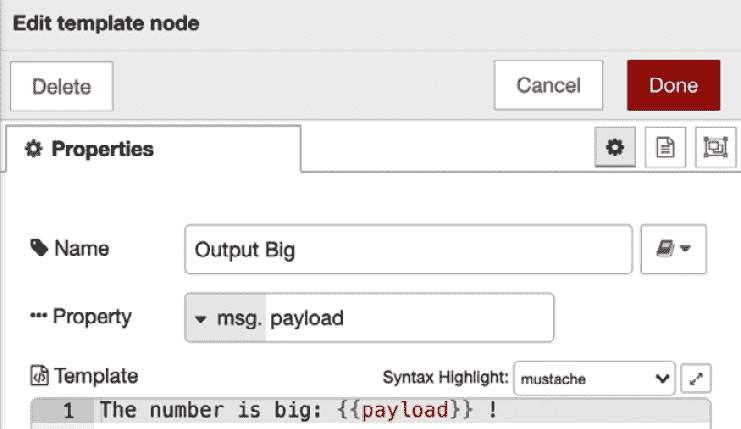 Edit template node
Delete Cancel Done
Properties
Name Output Big
Property msg. payload
Template Syntax Highlight: mustache
1 The number is big: {{payload}} !